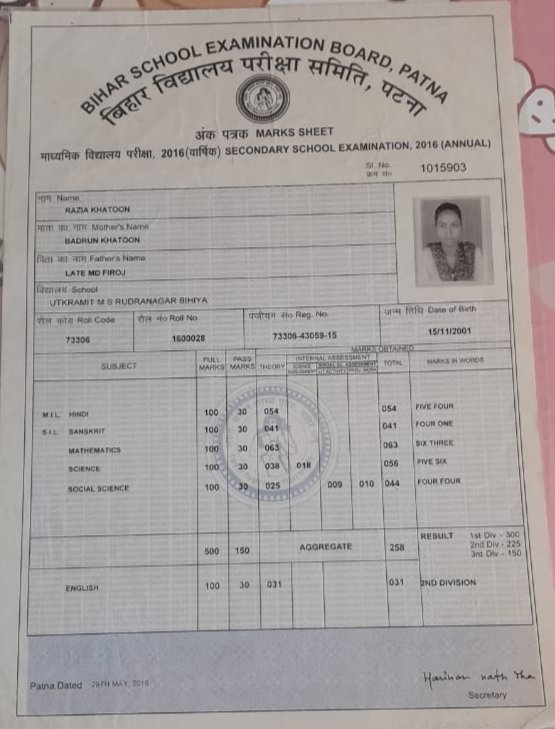 BIHAR SCHOOL EXAMINATION BOARD, PATNA
बिहार विद्यालय परीक्षा समिति, पटना
अंक पत्रक MARKS SHEET
माध्यमिक विद्यालय परीक्षा, 2016(वार्षिक) SECONDARY SCHOOL EXAMINATION, 2016 (ANNUAL)
Sl. No.
क्रम सं० 1015903
नाम Name
RAZIA KHATOON
माता का नाम Mother's Name
BADRUN KHATOON
पिता का नाम Father's Name
LATE MD FIROJ
विद्यालय School
UTKRAMIT M S RUDRANAGAR BIHIYA
रोल कोड Roll Code रोल नं० Roll No. पंजीयन सं० Reg. No. जन्म तिथि Date of Birth
73306 1600028 73306-43059-15 15/11/2001
MARKS OBTAINED
SUBJECT FULL MARKS PASS MARKS THEORY INTERNAL ASSESSMENT TOTAL MARKS IN WORDS
M.I.L. HINDI 100 30 054 054 FIVE FOUR
S.I.L. SANSKRIT 100 30 041 041 FOUR ONE
MATHEMATICS 100 30 063 063 SIX THREE
SCIENCE 100 30 038 018 056 FIVE SIX
SOCIAL SCIENCE 100 30 025 009 010 044 FOUR FOUR
500 150 AGGREGATE 258 RESULT 1st Div - 300
2nd Div - 225
3rd Div - 150
ENGLISH 100 30 031 031 2ND DIVISION
Patna,Dated 29TH MAY, 2016
Harihar nath Jha
Secretary